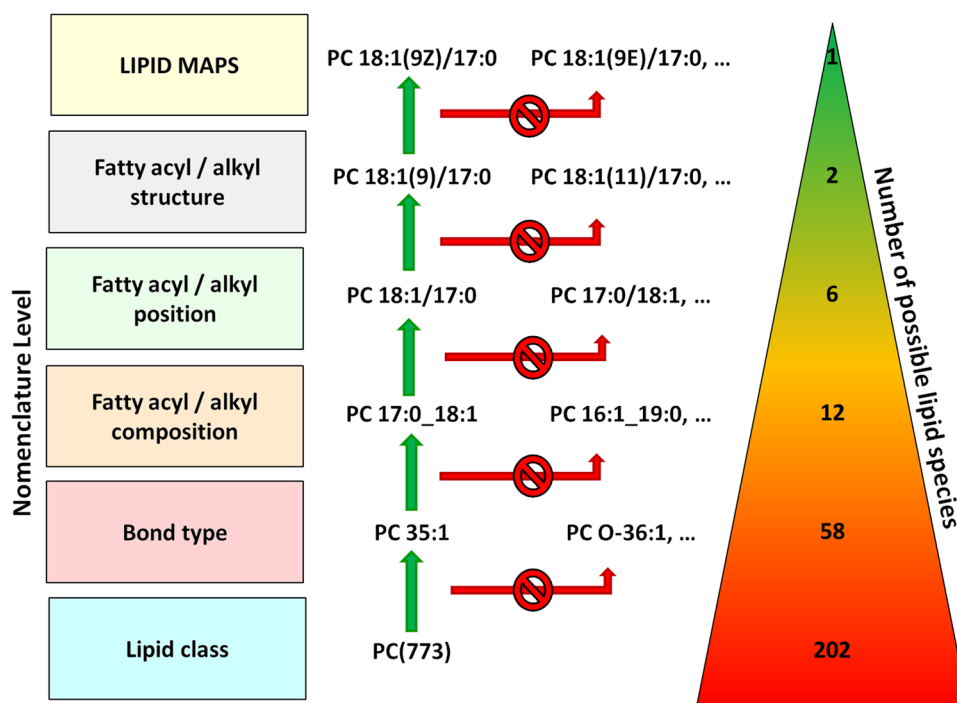 LIPID MAPS
PC 18:1(9Z)/17:0
PC 18:1(9E)/17:0, ...
1
Fatty acyl / alkyl
structure
PC 18:1(9)/17:0
PC 18:1(11)/17:0, ...
2
Fatty acyl / alkyl
position
PC 18:1/17:0
PC 17:0/18:1, ...
6
Fatty acyl / alkyl
composition
PC 17:0_18:1
PC 16:1_19:0, ...
12
Bond type
PC 35:1
PC O-36:1, ...
58
Lipid class
PC(773)
202
Nomenclature Level
Number of possible lipid species